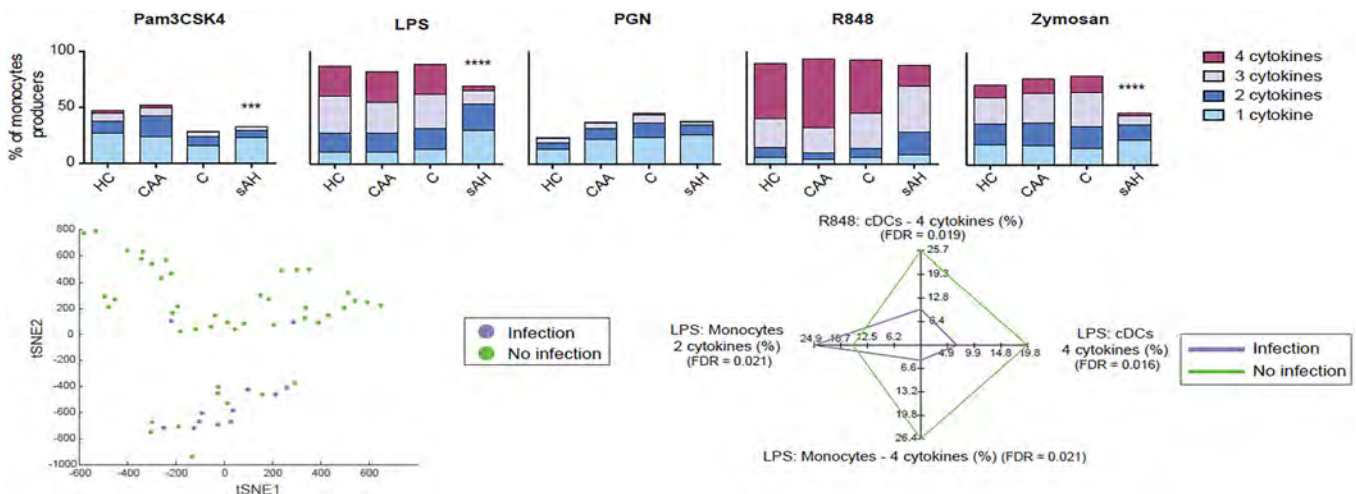 Pam3CSK4
LPS
PGN
R848
Zymosan
% of monocytes
producers
100
50
0
***
****
****
HC
CAA
C
sAH
HC
CAA
C
sAH
HC
CAA
C
sAH
HC
CAA
C
sAH
HC
CAA
C
sAH
4 cytokines
3 cytokines
2 cytokines
1 cytokine
tSNE2
800
600
400
200
0
-200
-400
-600
-800
-1000
-600
-400
-200
0
200
400
600
tSNE1
Infection
No infection
R848: cDCs - 4 cytokines (%)
(FDR = 0.019)
25.7
19.3
12.8
6.4
LPS: Monocytes
2 cytokines (%)
(FDR = 0.021)
24.9
18.7
12.5
6.2
4.9
9.9
14.8
19.8
LPS: cDCs
4 cytokines (%)
(FDR = 0.016)
6.6
13.2
19.8
26.4
LPS: Monocytes - 4 cytokines (%) (FDR = 0.021)
Infection
No infection